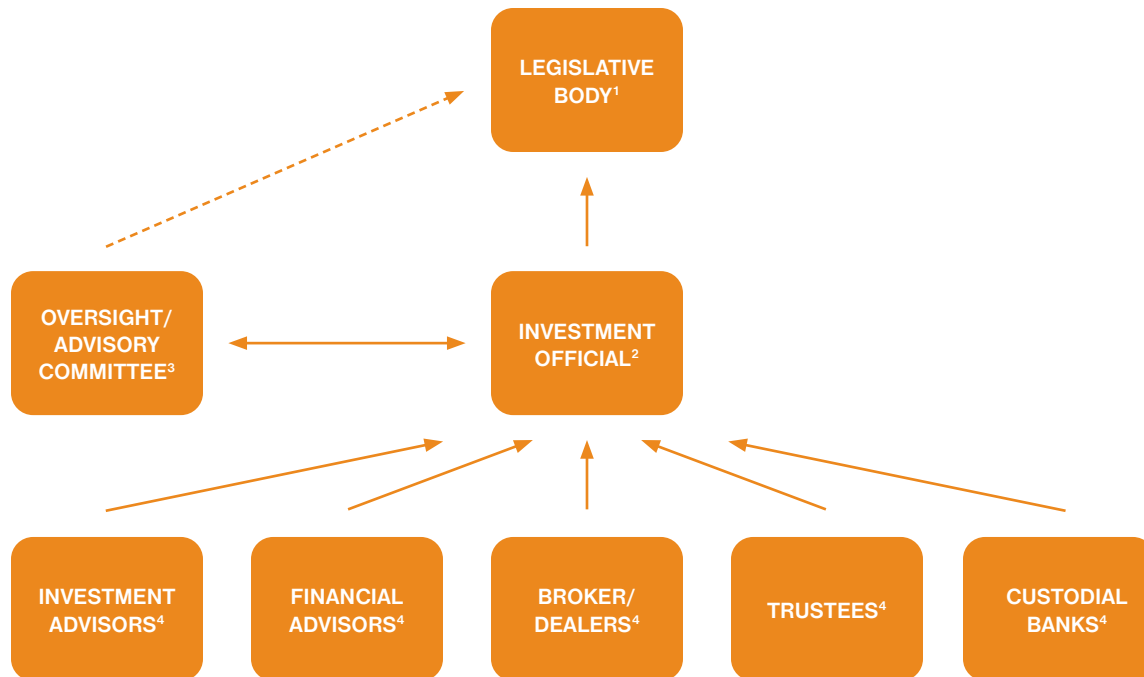 LEGISLATIVE
BODY¹
OVERSIGHT/
ADVISORY
COMMITTEE³
INVESTMENT
OFFICIAL²
INVESTMENT
ADVISORS⁴
FINANCIAL
ADVISORS⁴
BROKER/
DEALERS⁴
TRUSTEES⁴
CUSTODIAL
BANKS⁴